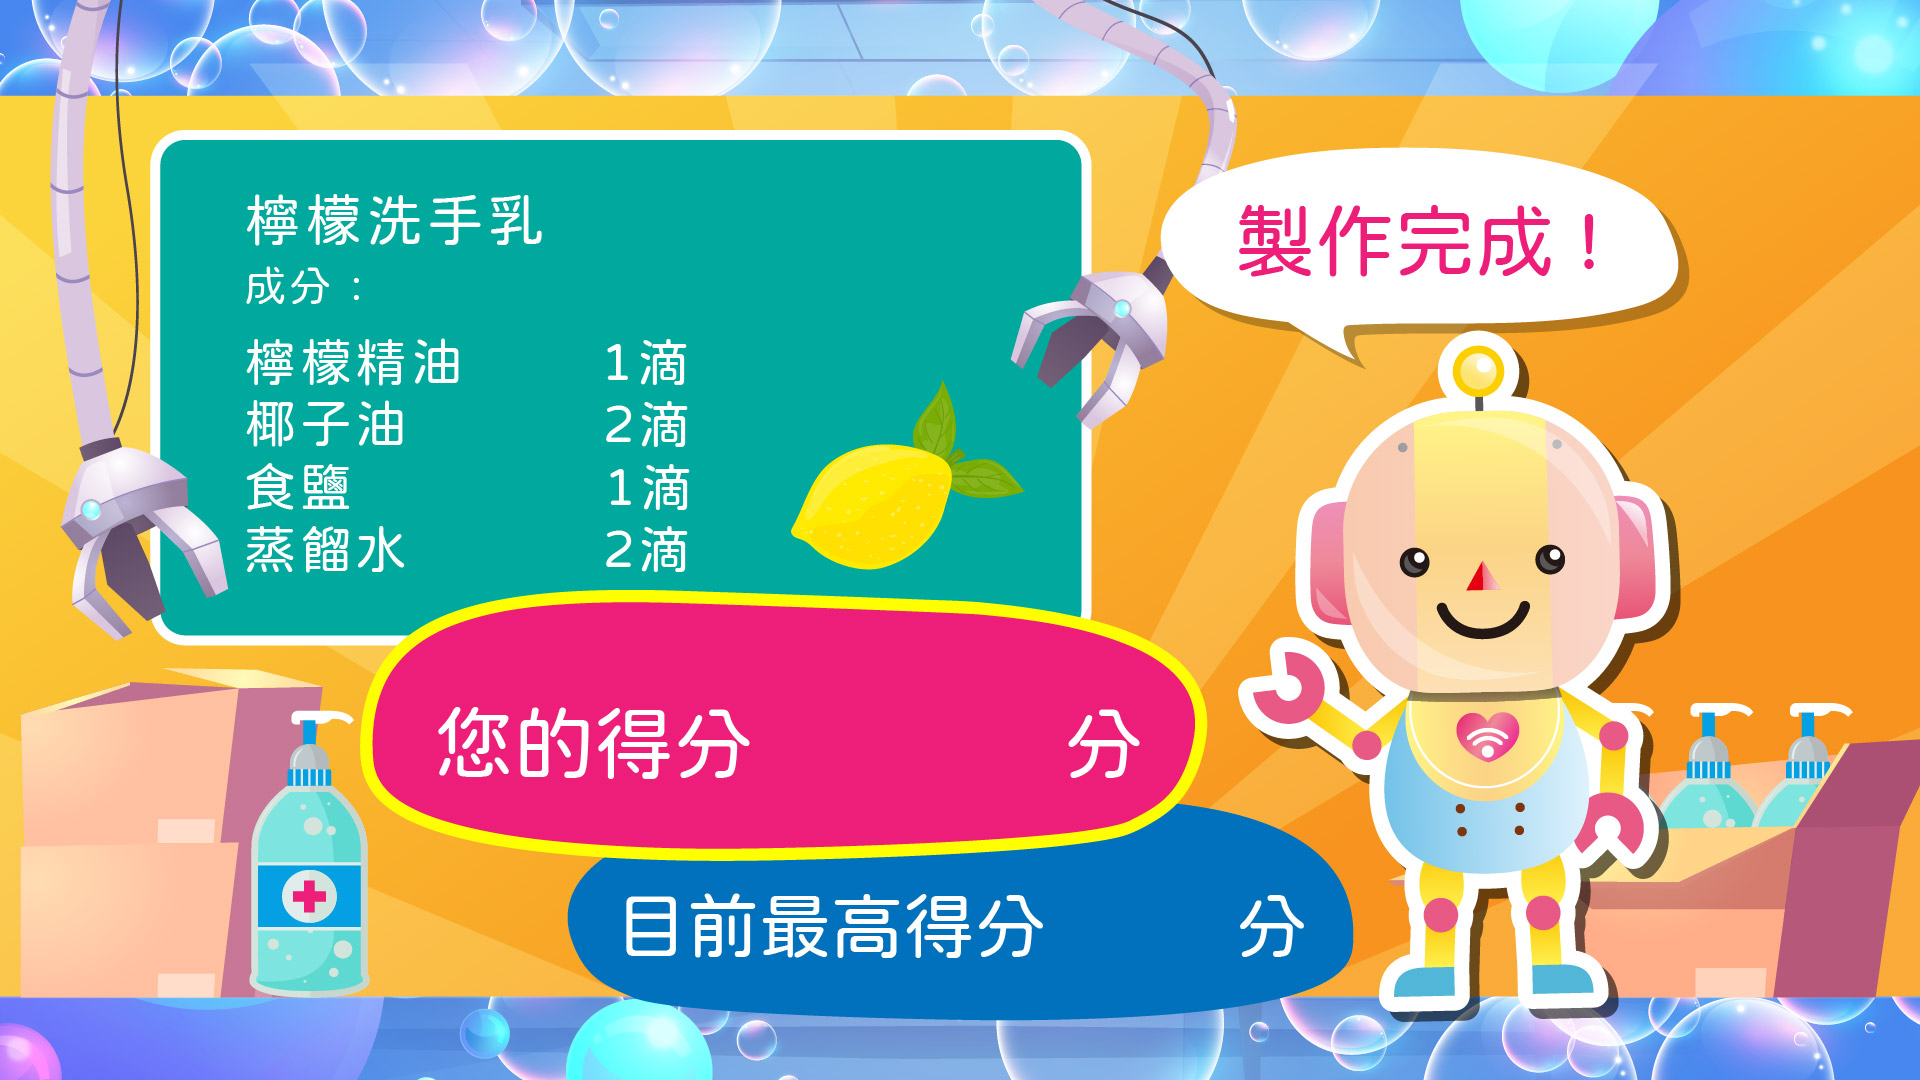 檸檬洗手乳
成分：
檸檬精油 1滴
椰子油 2滴
食鹽 1滴
蒸餾水 2滴
製作完成！
您的得分 分
目前最高得分 分